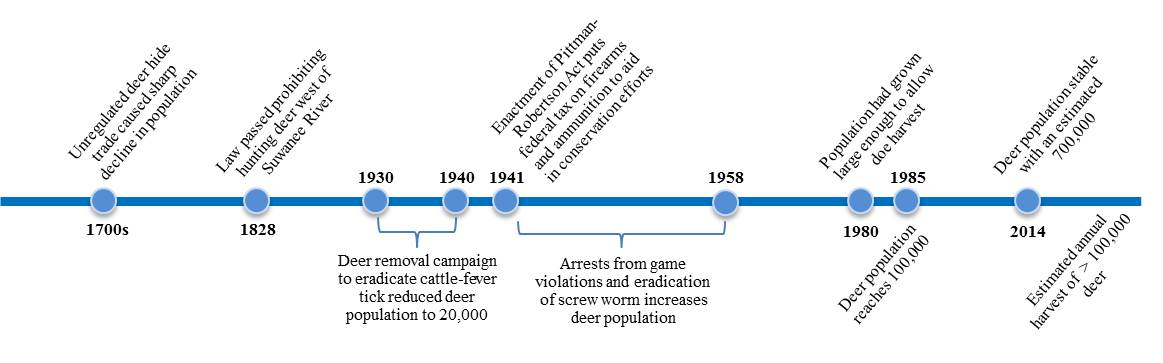 Unregulated deer hide
trade caused sharp
decline in population
1700s
Law passed prohibiting
hunting deer west of
Suwanee River
1828
1930
1940
Deer removal campaign
to eradicate cattle-fever
tick reduced deer
population to 20,000
1941
Enactment of Pittman-
Robertson Act puts
federal tax on firearms
and ammunition to aid
in conservation efforts
1958
Arrests from game
violations and eradication
of screw worm increases
deer population
Population had grown
large enough to allow
doe harvest
1980
1985
Deer population
reaches 100,000
Deer population stable
with an estimated
700,000
2014
Estimated annual
harvest of > 100,000
deer